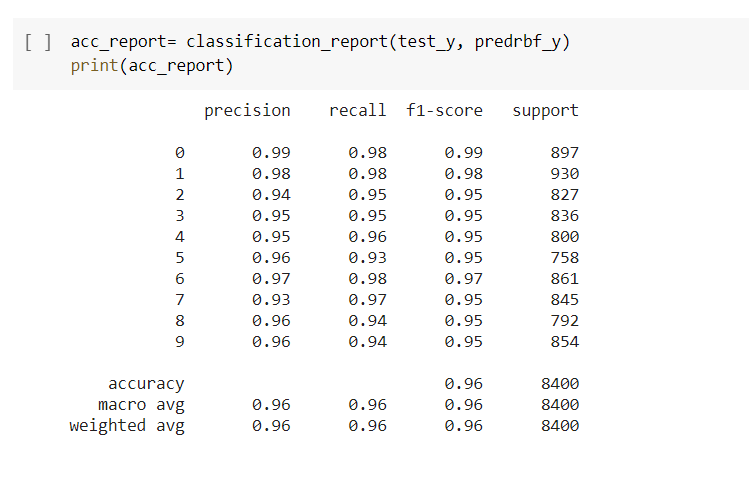 [ ] acc_report= classification_report(test_y, predrbf_y)
print(acc_report)
precision recall f1-score support
0 0.99 0.98 0.99 897
1 0.98 0.98 0.98 930
2 0.94 0.95 0.95 827
3 0.95 0.95 0.95 836
4 0.95 0.96 0.95 800
5 0.96 0.93 0.95 758
6 0.97 0.98 0.97 861
7 0.93 0.97 0.95 845
8 0.96 0.94 0.95 792
9 0.96 0.94 0.95 854
accuracy 0.96 8400
macro avg 0.96 0.96 0.96 8400
weighted avg 0.96 0.96 0.96 8400